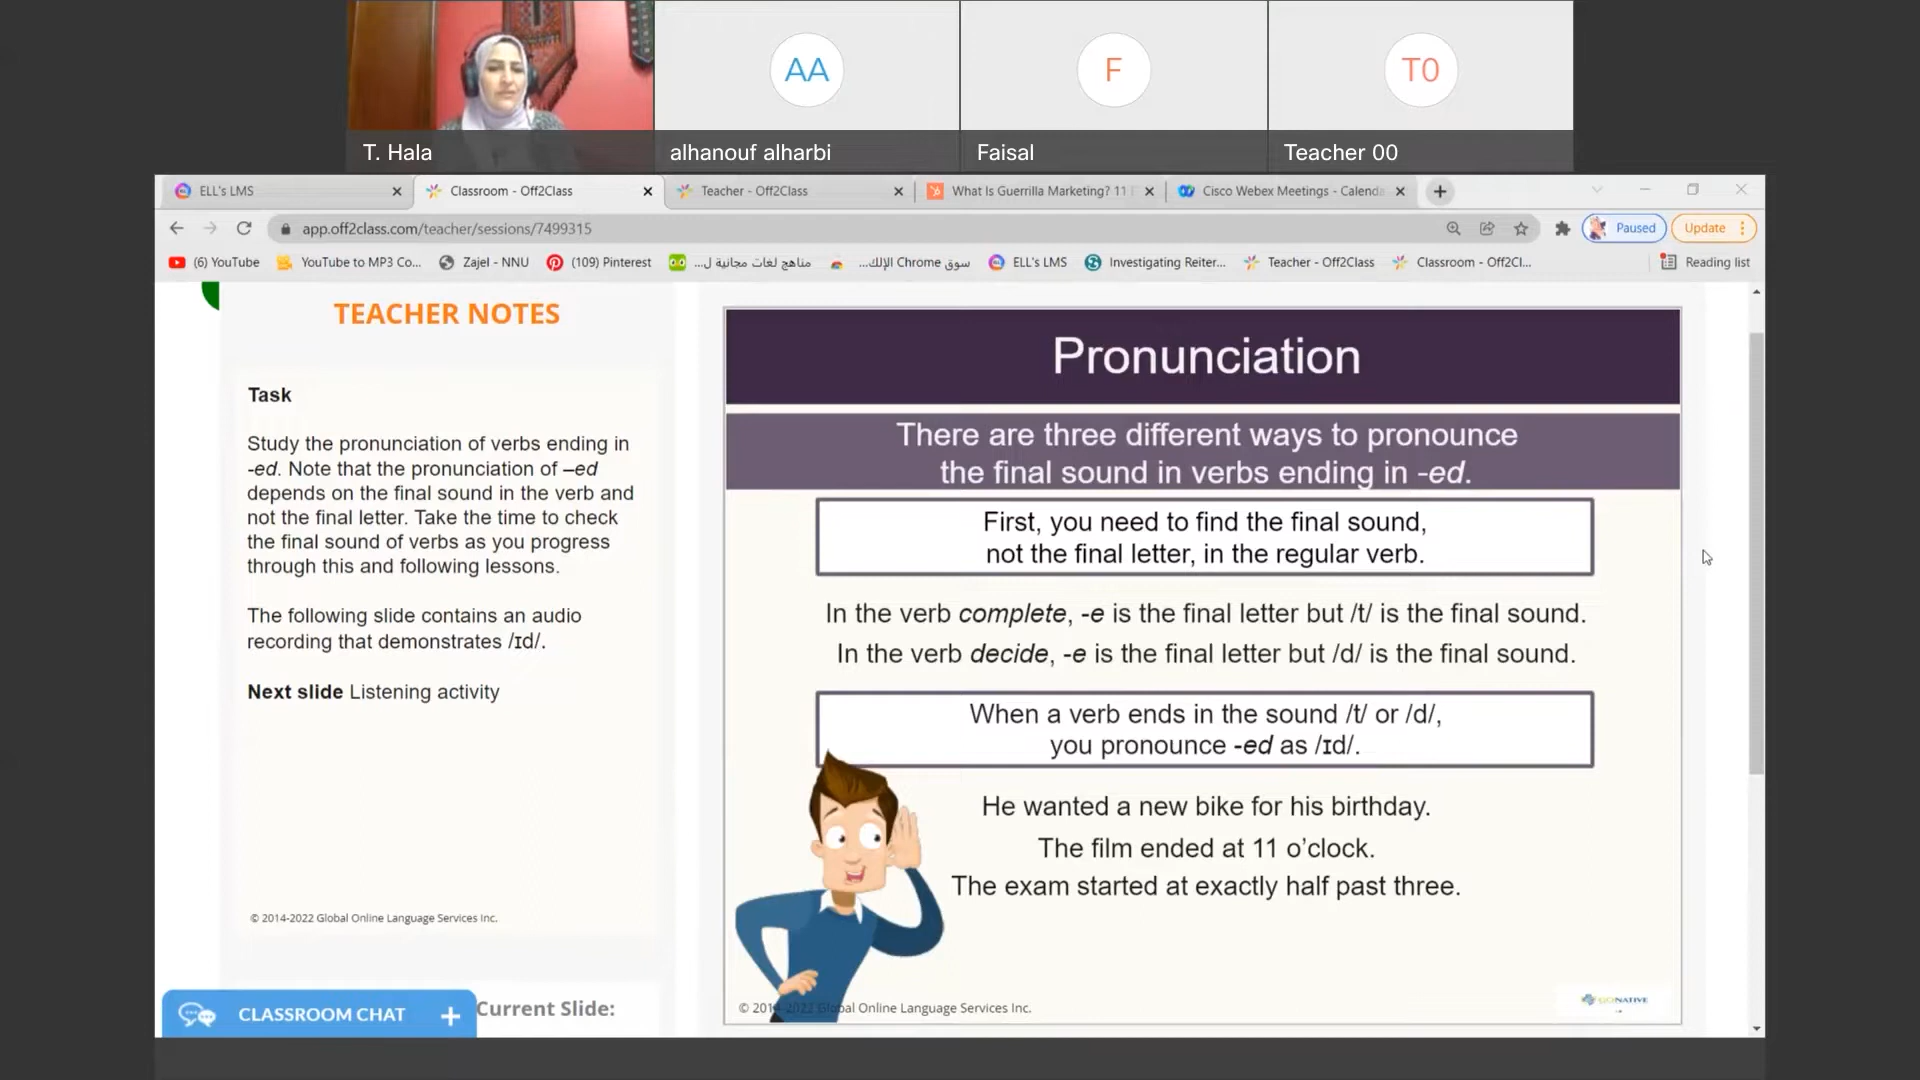 AA
F
T0
T. Hala
alhanouf alharbi
Faisal
Teacher 00
ELL's LMS
Classroom - Off2Class
Teacher - Off2Class
What Is Guerrilla Marketing? 11
Cisco Webex Meetings - Calenda
app.off2class.com/teacher/sessions/7499315
Paused
Update
(6) YouTube
YouTube to MP3 Co...
Zajel - NNU
(109) Pinterest
مناهج لغات مجانية ل...
سوق Chrome الإلك...
ELL's LMS
Investigating Reiter...
Teacher - Off2Class
Classroom - Off2Cl...
Reading list
TEACHER NOTES
Task
Study the pronunciation of verbs ending in
-ed. Note that the pronunciation of –ed
depends on the final sound in the verb and
not the final letter. Take the time to check
the final sound of verbs as you progress
through this and following lessons.
The following slide contains an audio
recording that demonstrates /ɪd/.
Next slide Listening activity
© 2014-2022 Global Online Language Services Inc.
CLASSROOM CHAT
Current Slide:
Pronunciation
There are three different ways to pronounce
the final sound in verbs ending in -ed.
First, you need to find the final sound,
not the final letter, in the regular verb.
In the verb complete, -e is the final letter but /t/ is the final sound.
In the verb decide, -e is the final letter but /d/ is the final sound.
When a verb ends in the sound /t/ or /d/,
you pronounce -ed as /ɪd/.
He wanted a new bike for his birthday.
The film ended at 11 o’clock.
The exam started at exactly half past three.
© 2014-2022 Global Online Language Services Inc.
GONATIVE